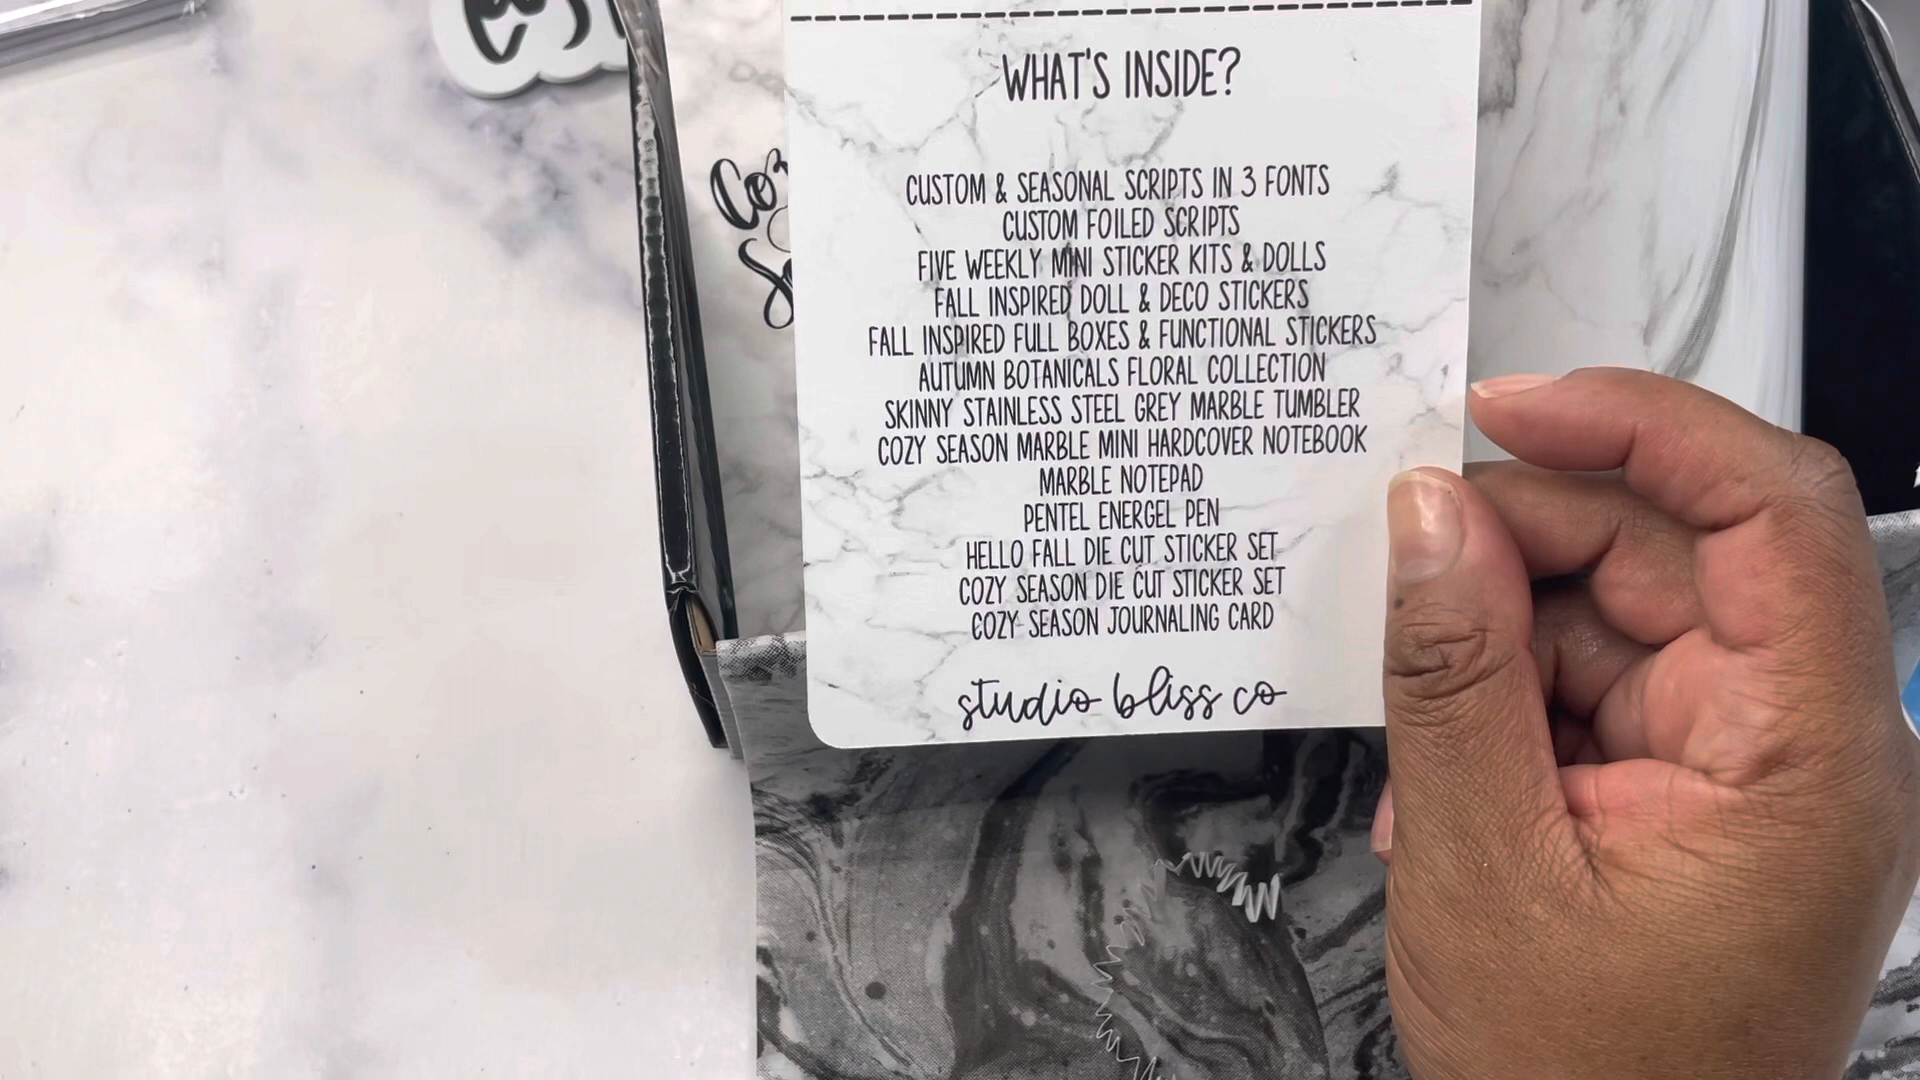 WHAT'S INSIDE?
CUSTOM & SEASONAL SCRIPTS IN 3 FONTS
CUSTOM FOILED SCRIPTS
FIVE WEEKLY MINI STICKER KITS & DOLLS
FALL INSPIRED DOLL & DECO STICKERS
FALL INSPIRED FULL BOXES & FUNCTIONAL STICKERS
AUTUMN BOTANICALS FLORAL COLLECTION
SKINNY STAINLESS STEEL GREY MARBLE TUMBLER
COZY SEASON MARBLE MINI HARDCOVER NOTEBOOK
MARBLE NOTEPAD
PENTEL ENERGEL PEN
HELLO FALL DIE CUT STICKER SET
COZY SEASON DIE CUT STICKER SET
COZY SEASON JOURNALING CARD
studio bliss co